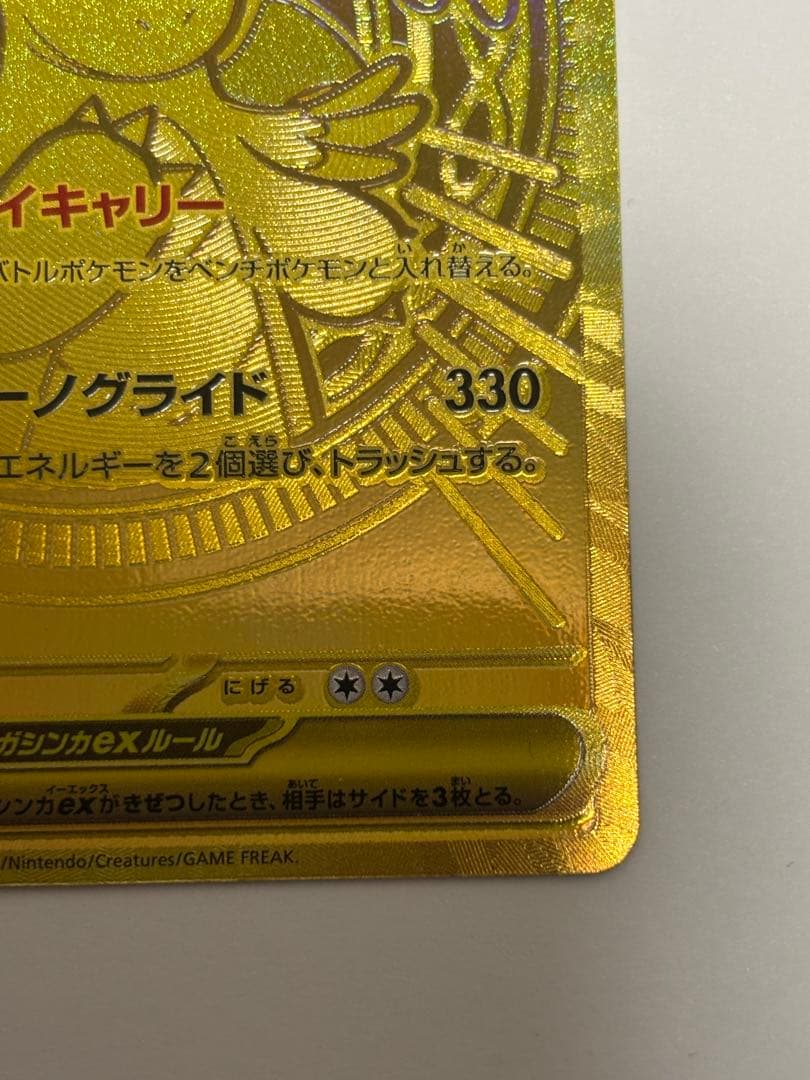 イキャリー
バトルポケモンをベンチポケモンと入れ替える。
ーノグライド 330
エネルギーを2個選び、トラッシュする。
にげる
ガシンカexルール
シンカexがきぜつしたとき、相手はサイドを3枚とる。
/Nintendo/Creatures/GAME FREAK.